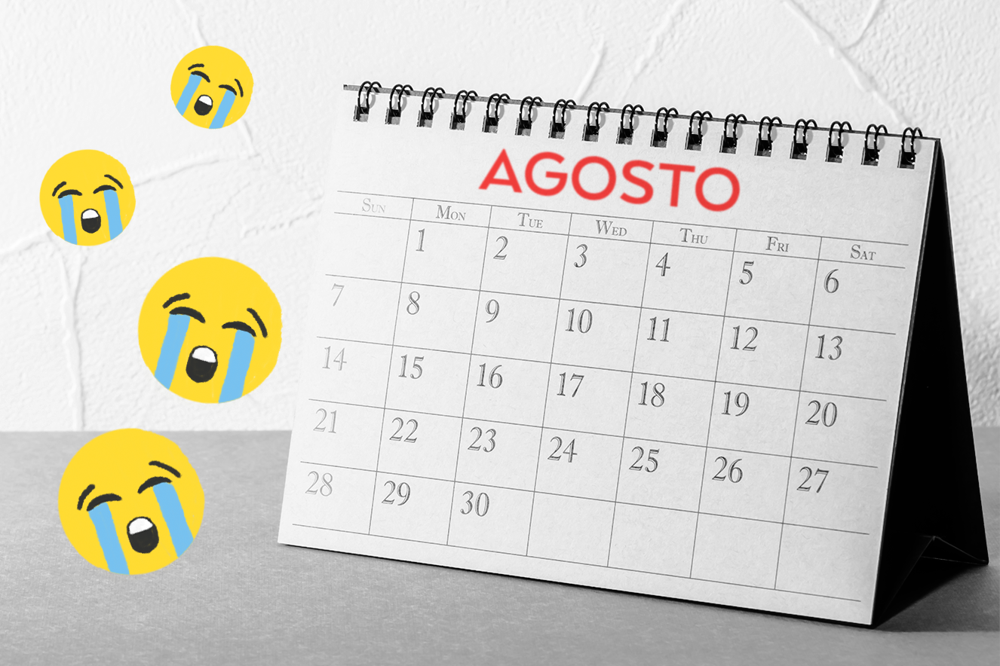 AGOSTO
SUN MON TUE WED THU FRI SAT
1 2 3 4 5 6
7 8 9 10 11 12 13
14 15 16 17 18 19 20
21 22 23 24 25 26 27
28 29 30